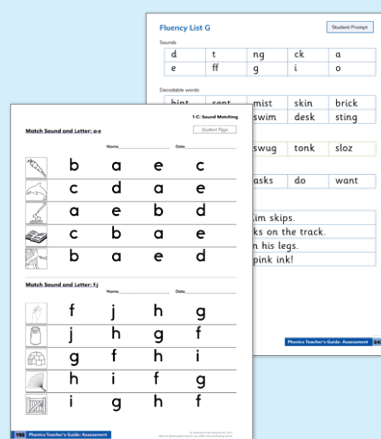 Fluency List G
Student Prompt
Sounds
d t ng ck a
e ff g i o
Decodable words
hint sent mist skin brick
swim desk sting
swug tonk sloz
asks do want
im skips.
ks on the track.
n his legs.
pink ink!
Phonics Teacher's Guide: Assessment
1-C: Sound Matching
Match Sound and Letter: a-e
Student Page
Name Date
b a e c
c d a e
a e b d
c b a e
b a e d
Match Sound and Letter: f-j
Name Date
f j h g
j h g f
g f h i
h i f g
i g h f
198 Phonics Teacher's Guide: Assessment